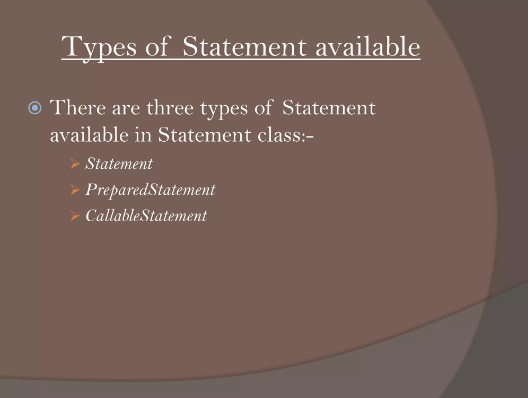 Types of Statement available
There are three types of Statement
available in Statement class:-
Statement
PreparedStatement
CallableStatement